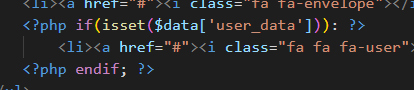 <li><a href="#"><i class="fa fa-envelope"></i
<?php if(isset($data['user_data'])): ?>
<li><a href="#"><i class="fa fa fa-user">
<?php endif; ?>